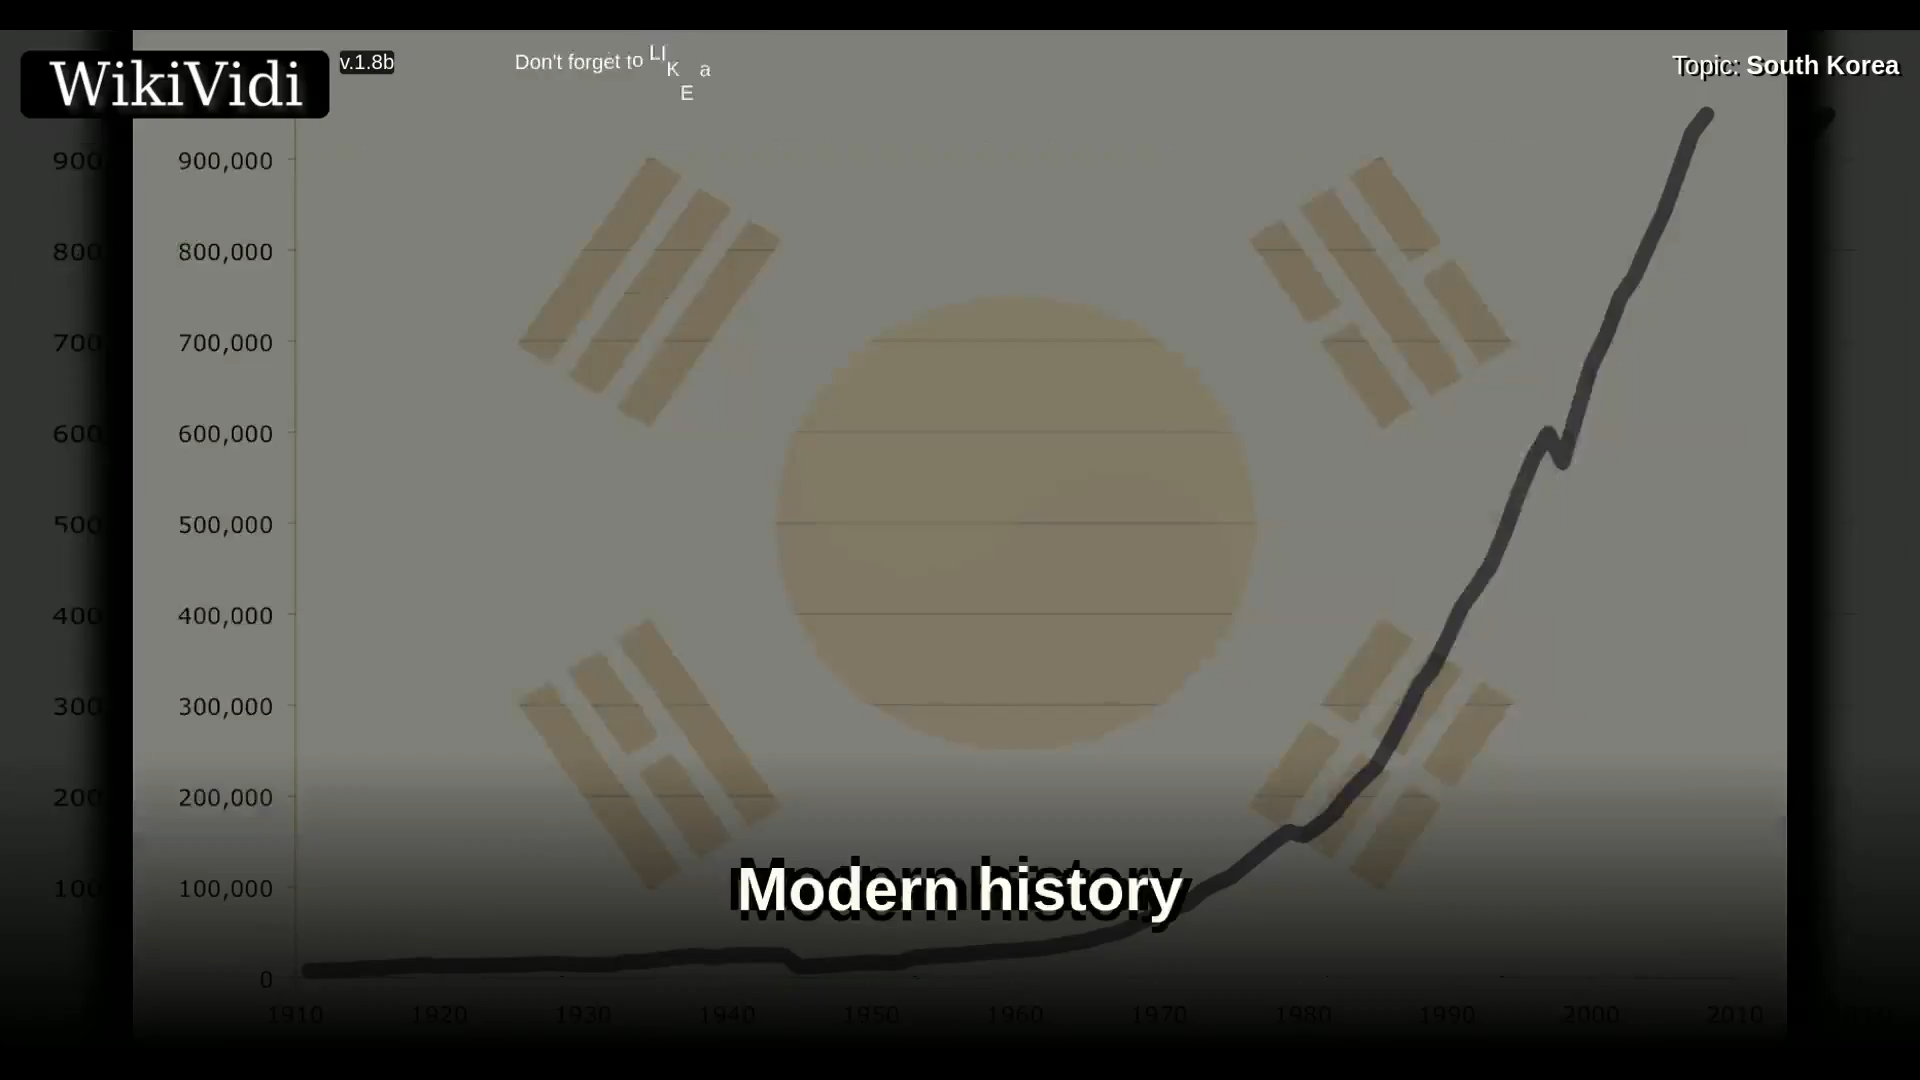 WikiVidi
v.1.8b
Don't forget to LIKE a
Topic: South Korea
900 900,000
800 800,000
700 700,000
600 600,000
500 500,000
400 400,000
300 300,000
200 200,000
100 100,000
0
Modern history
1910 1920 1930 1940 1950 1960 1970 1980 1990 2000 2010